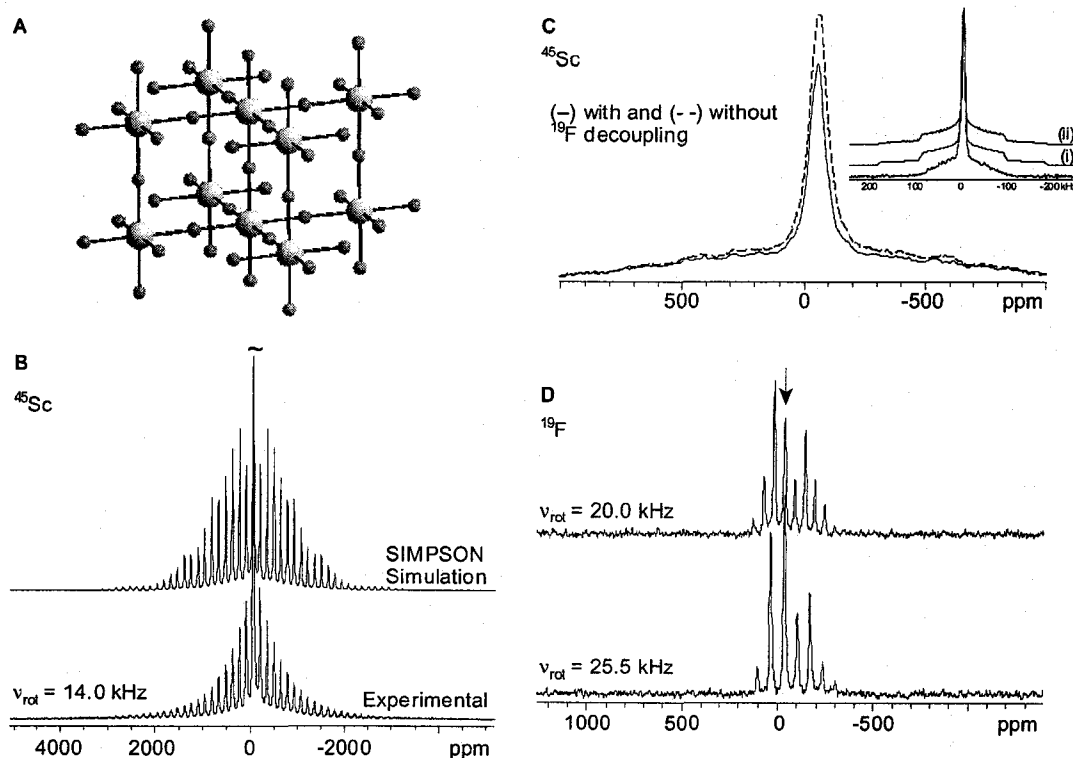 A
B
⁴⁵Sc
~
SIMPSON
Simulation
νrot = 14.0 kHz
Experimental
5000 4000 2000 0 -2000 ppm
C
⁴⁵Sc
(–) with and (- -) without
¹⁹F decoupling
(ii)
(i)
200 100 0 -100 -200kHz
500 0 -500 ppm
D
¹⁹F
νrot = 20.0 kHz
νrot = 25.5 kHz
1000 500 0 -500 ppm